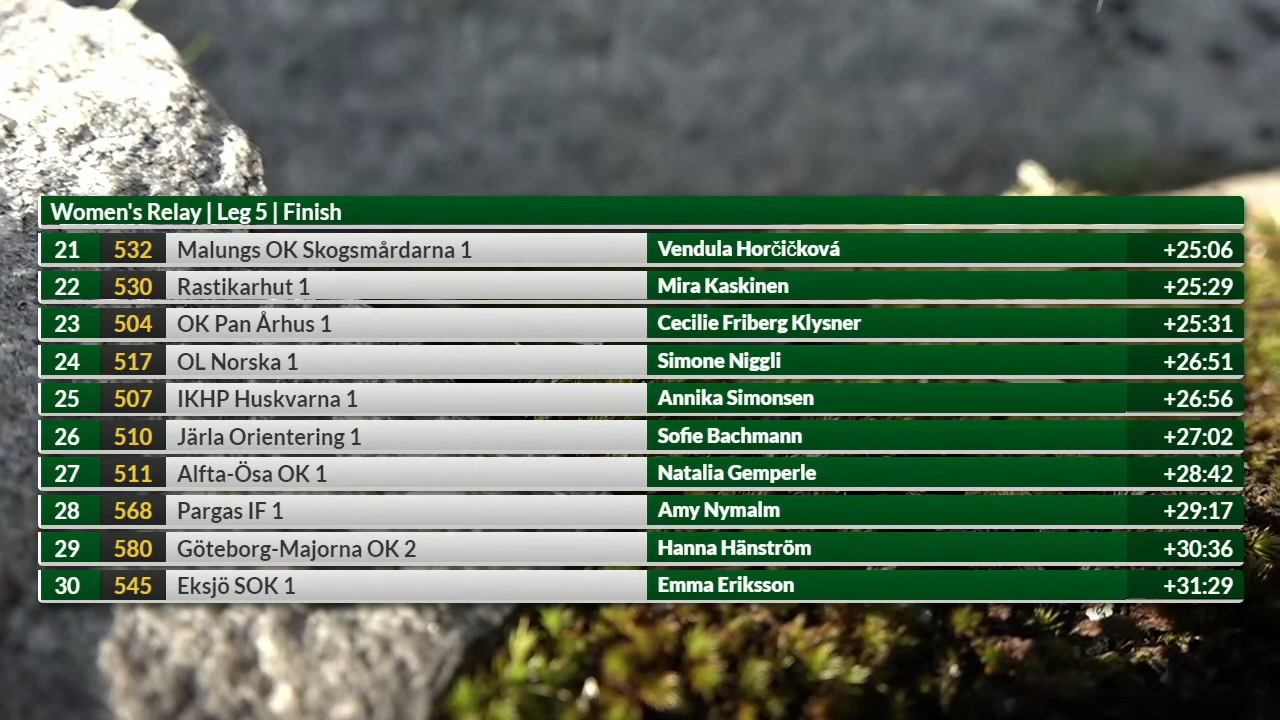 Women's Relay | Leg 5 | Finish
21 532 Malungs OK Skogsmårdarna 1 Vendula Horčičková +25:06
22 530 Rastikarhut 1 Mira Kaskinen +25:29
23 504 OK Pan Århus 1 Cecilie Friberg Klysner +25:31
24 517 OL Norska 1 Simone Niggli +26:51
25 507 IKHP Huskvarna 1 Annika Simonsen +26:56
26 510 Järla Orientering 1 Sofie Bachmann +27:02
27 511 Alfta-Ösa OK 1 Natalia Gemperle +28:42
28 568 Pargas IF 1 Amy Nymalm +29:17
29 580 Göteborg-Majorna OK 2 Hanna Hänström +30:36
30 545 Eksjö SOK 1 Emma Eriksson +31:29